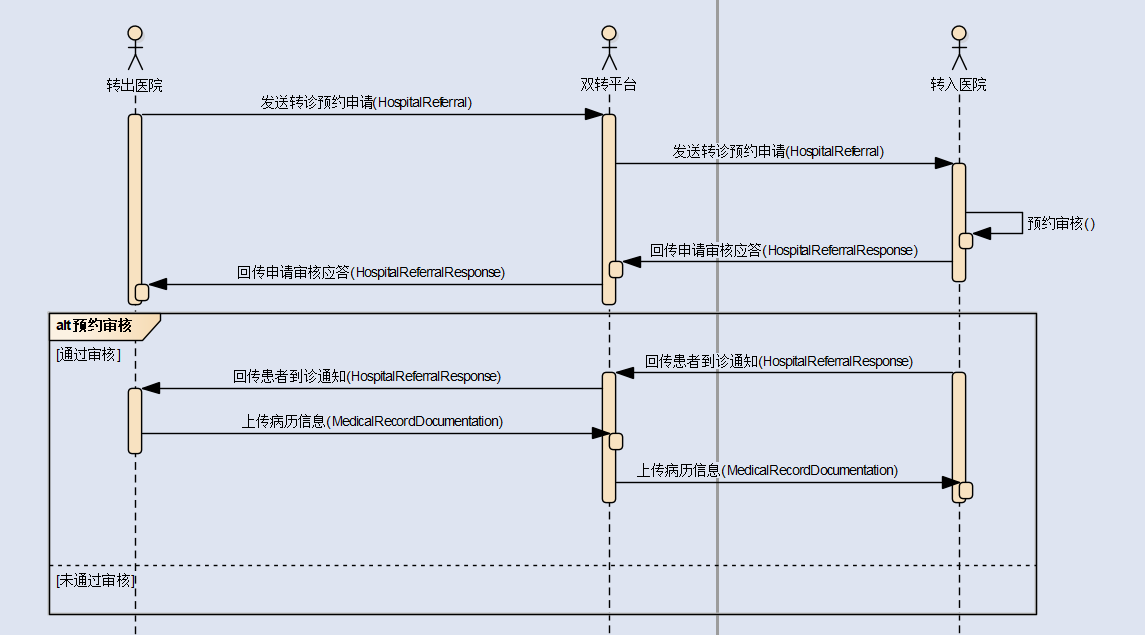 转出医院
双转平台
转入医院
发送转诊预约申请(HospitalReferral)
发送转诊预约申请(HospitalReferral)
预约审核()
回传申请审核应答(HospitalReferralResponse)
回传申请审核应答(HospitalReferralResponse)
alt 预约审核
[通过审核]
回传患者到诊通知(HospitalReferralResponse)
回传患者到诊通知(HospitalReferralResponse)
上传病历信息(MedicalRecordDocumentation)
上传病历信息(MedicalRecordDocumentation)
[未通过审核]